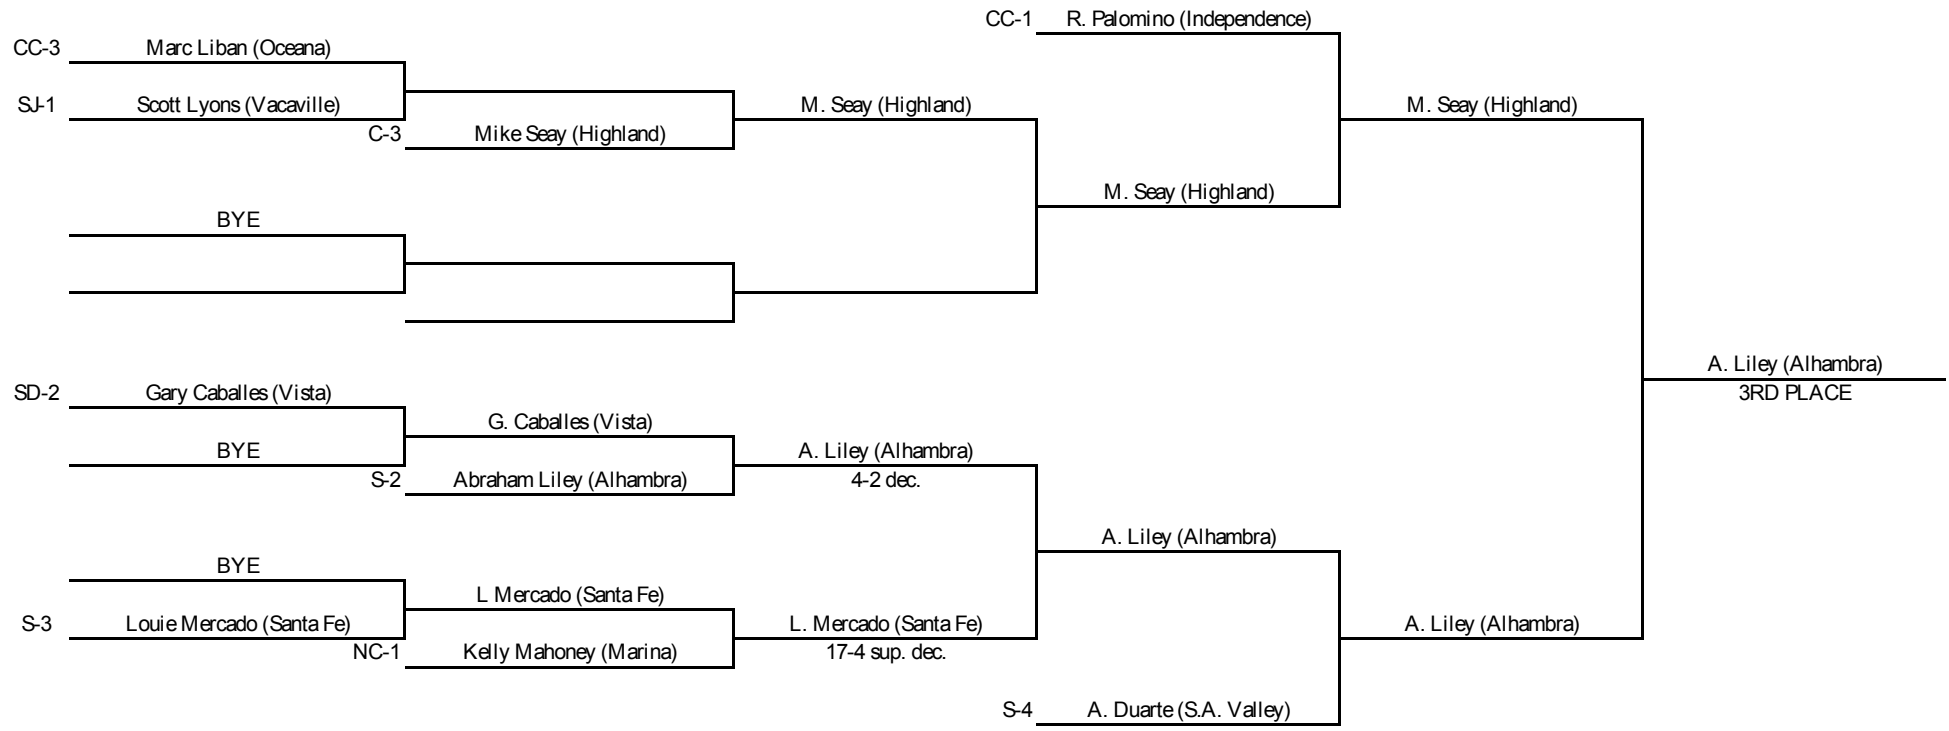 CC-1 R. Palomino (Independence)
CC-3 Marc Liban (Oceana)
SJ-1 Scott Lyons (Vacaville) M. Seay (Highland) M. Seay (Highland)
C-3 Mike Seay (Highland)
M. Seay (Highland)
BYE
A. Liley (Alhambra)
SD-2 Gary Caballes (Vista) 3RD PLACE
G. Caballes (Vista)
BYE A. Liley (Alhambra)
S-2 Abraham Liley (Alhambra) 4-2 dec.
A. Liley (Alhambra)
BYE
L Mercado (Santa Fe)
S-3 Louie Mercado (Santa Fe) L. Mercado (Santa Fe) A. Liley (Alhambra)
NC-1 Kelly Mahoney (Marina) 17-4 sup. dec.
S-4 A. Duarte (S.A. Valley)